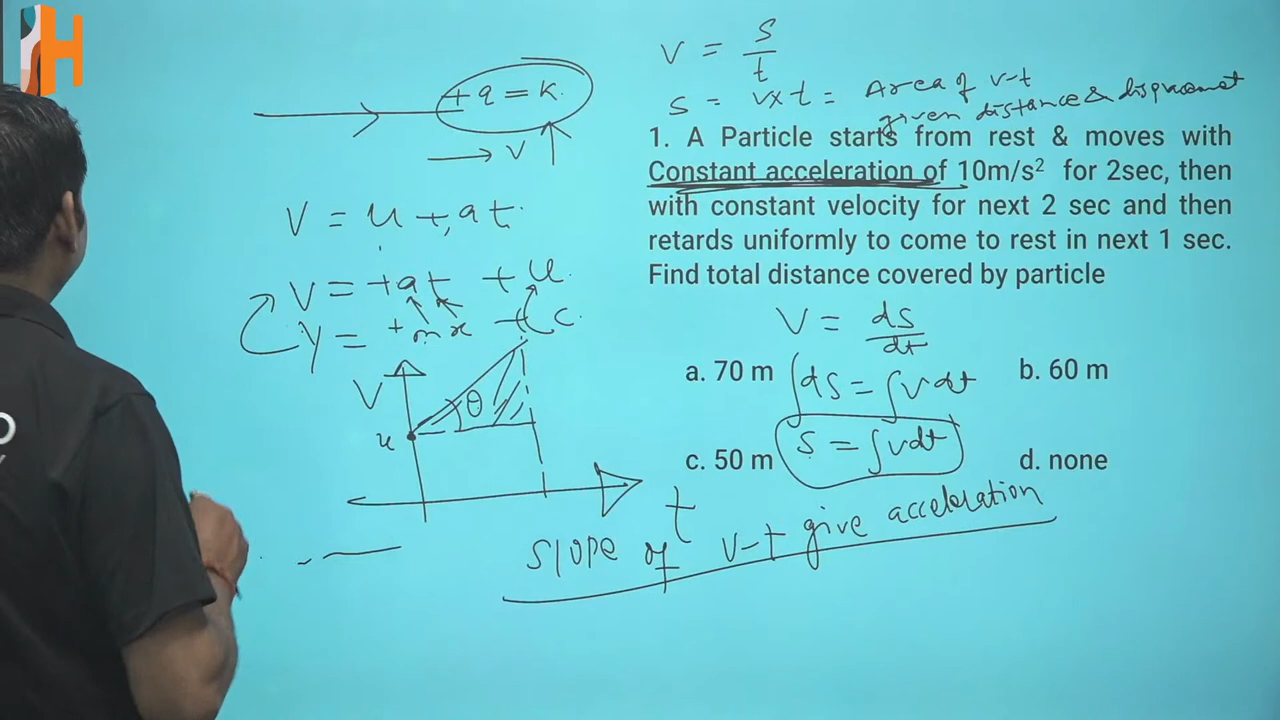 PH
+a = k
→ V
V = u + at
V = +at + u
Y = +mx + c
V
u
θ
t
V = s/t
s = v×t = Area of v-t
given distance & displacement
1. A Particle starts from rest & moves with
Constant acceleration of 10m/s² for 2sec, then
with constant velocity for next 2 sec and then
retards uniformly to come to rest in next 1 sec.
Find total distance covered by particle
V = ds/dt
a. 70 m
∫ds = ∫vdt
b. 60 m
c. 50 m
s = ∫vdt
d. none
slope of v-t give acceleration